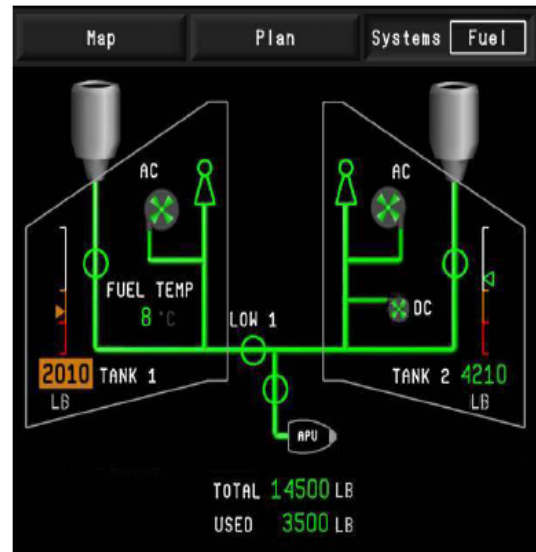 Map Plan Systems Fuel
AC AC
FUEL TEMP
8 °C
LOW 1
DC
2010 TANK 1
LB
TANK 2 4210
LB
APU
TOTAL 14500 LB
USED 3500 LB